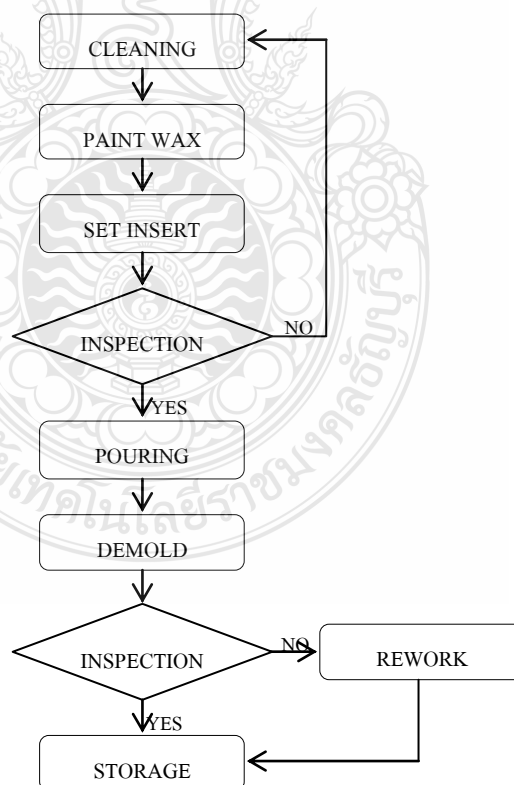 CLEANING
PAINT WAX
SET INSERT
INSPECTION
NO
YES
POURING
DEMOLD
INSPECTION
NO
REWORK
YES
STORAGE